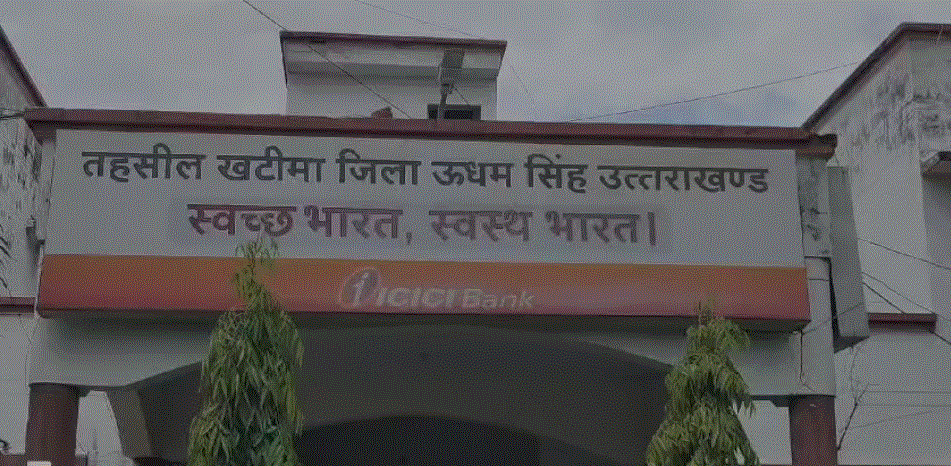 तहसील खटीमा जिला ऊधम सिंह उत्तराखण्ड
स्वच्छ भारत, स्वस्थ भारत।
ICICI Bank